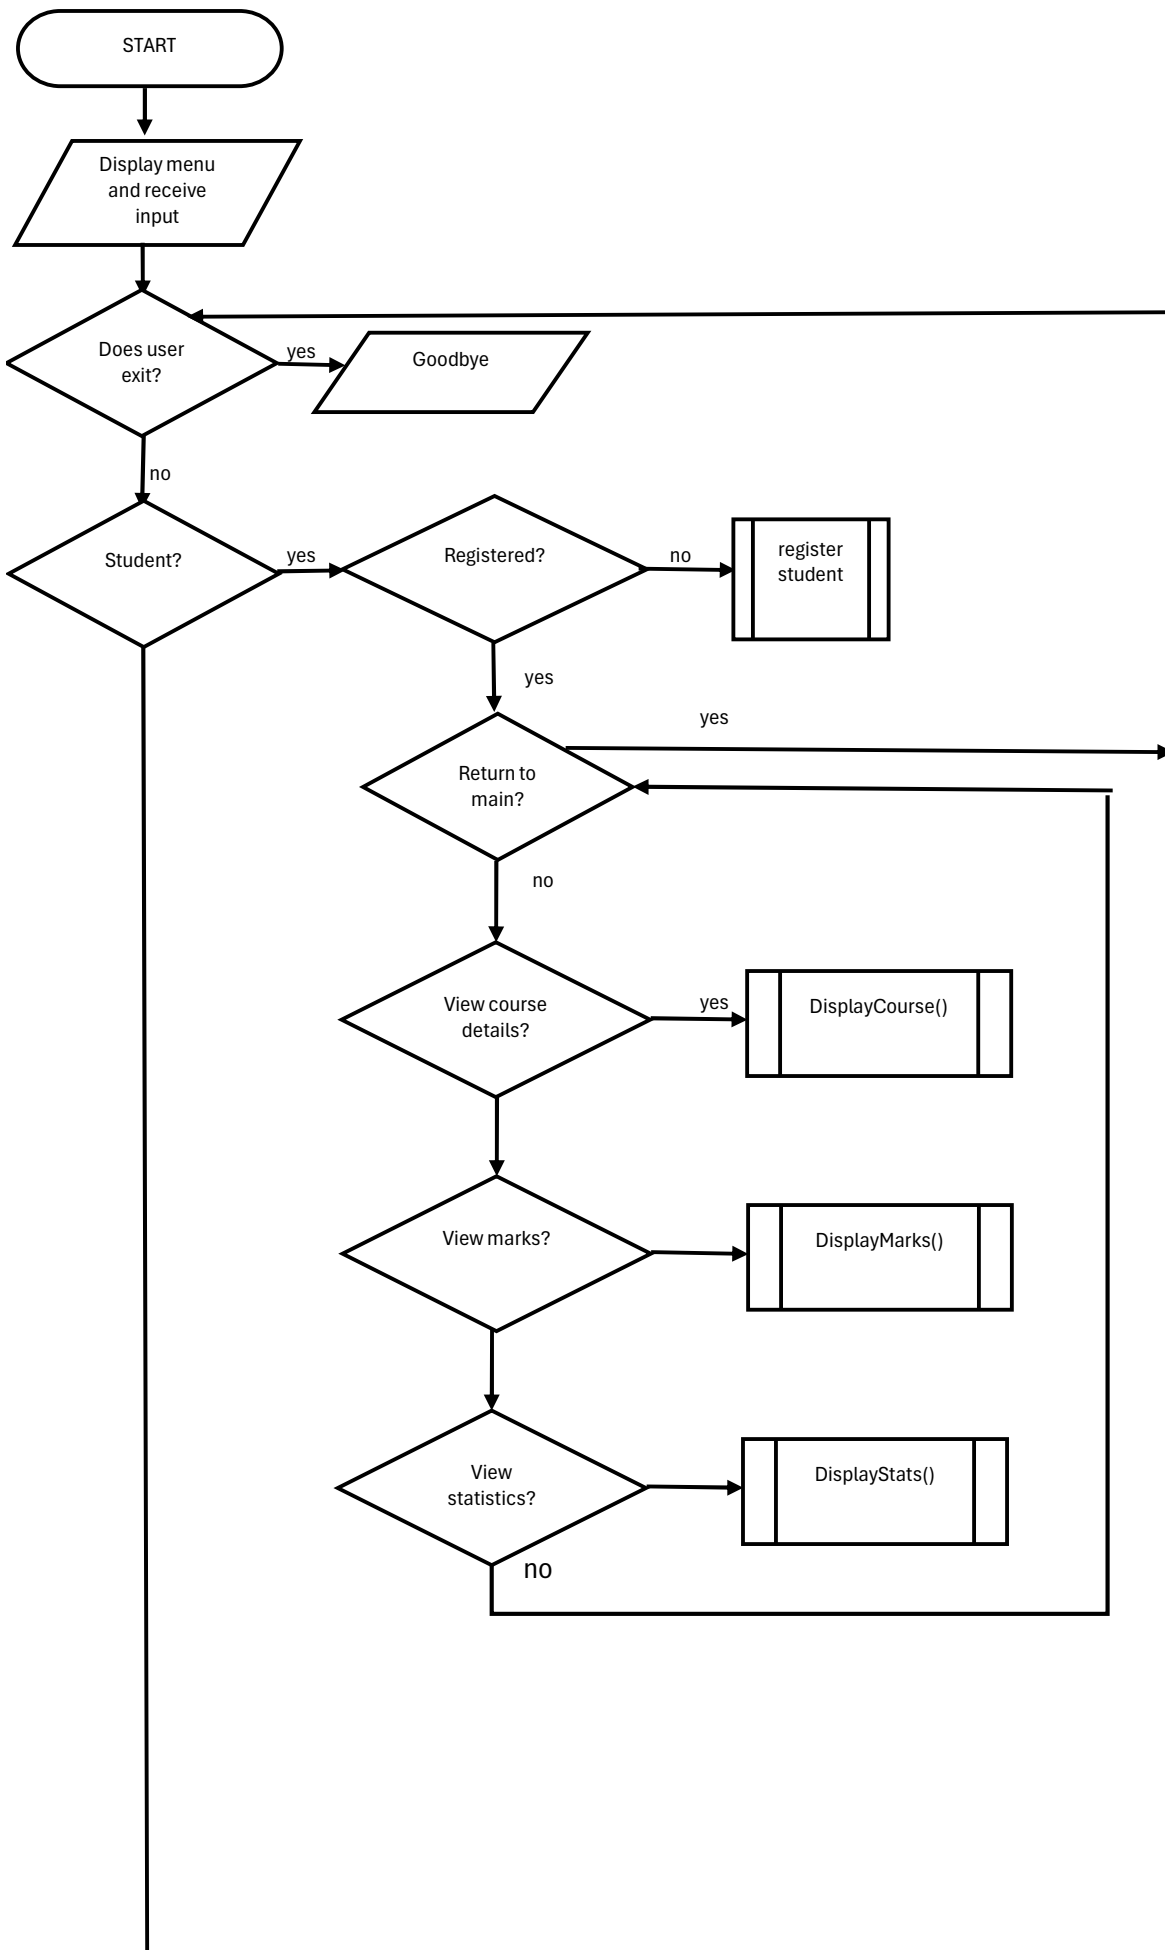 START
Display menu
and receive
input
Does user
exit?
yes
Goodbye
no
Student?
yes
Registered?
no
register
student
yes
yes
Return to
main?
no
View course
details?
yes
DisplayCourse()
View marks?
DisplayMarks()
View
statistics?
DisplayStats()
no